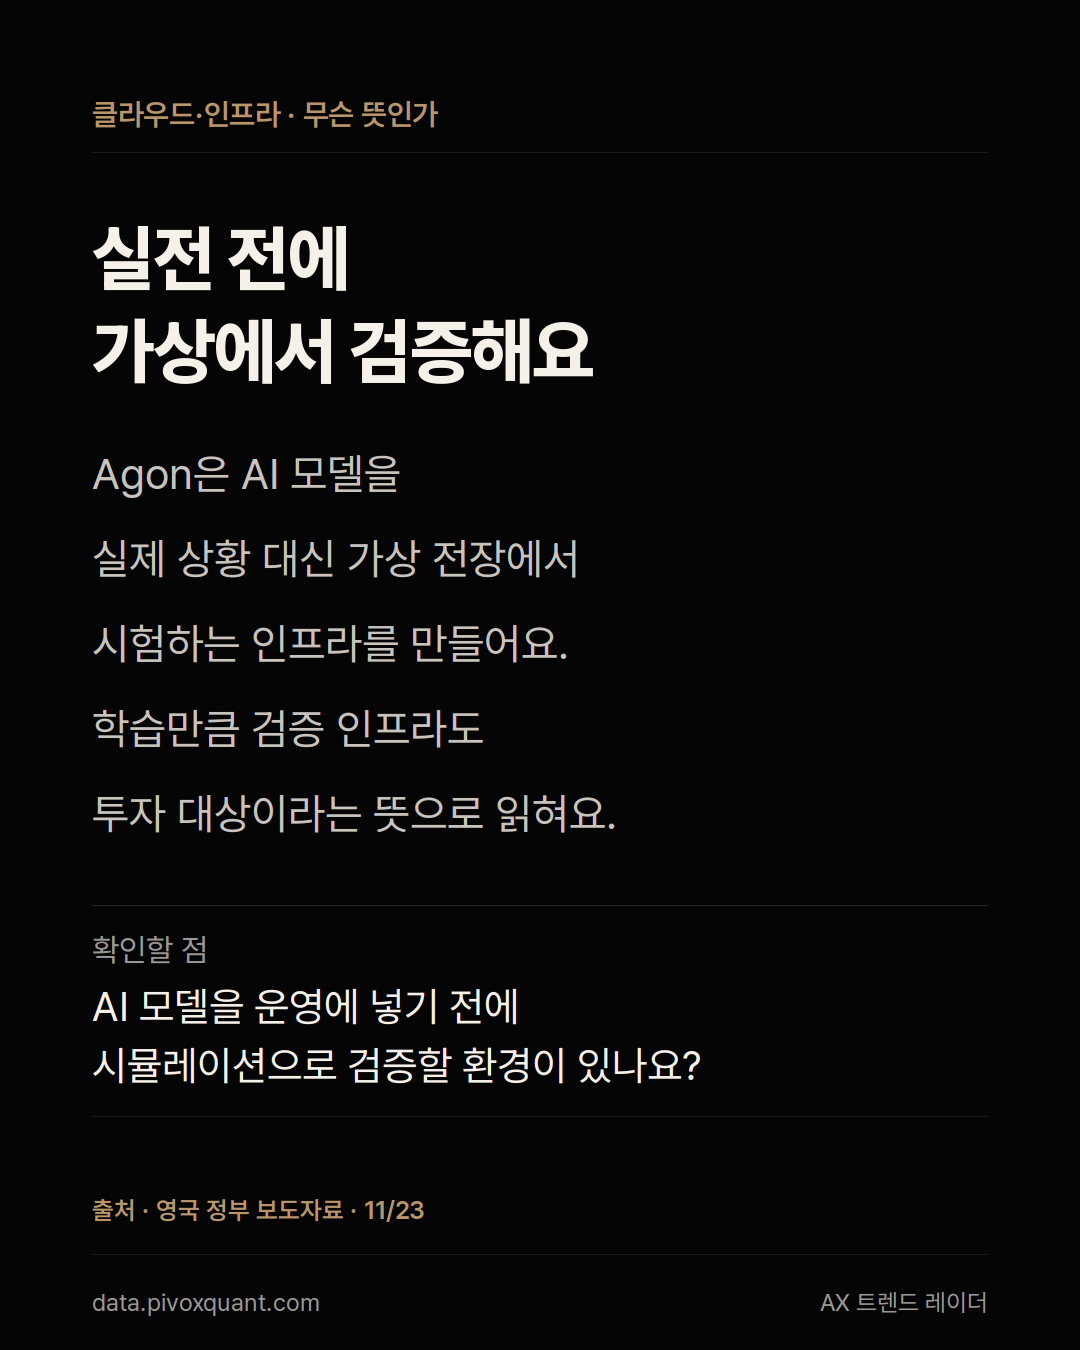 클라우드·인프라 · 무슨 뜻인가
실전 전에
가상에서 검증해요
Agon은 AI 모델을
실제 상황 대신 가상 전장에서
시험하는 인프라를 만들어요.
학습만큼 검증 인프라도
투자 대상이라는 뜻으로 읽혀요.
확인할 점
AI 모델을 운영에 넣기 전에
시뮬레이션으로 검증할 환경이 있나요?
출처 · 영국 정부 보도자료 · 11/23
data.pivoxquant.com
AX 트렌드 레이더